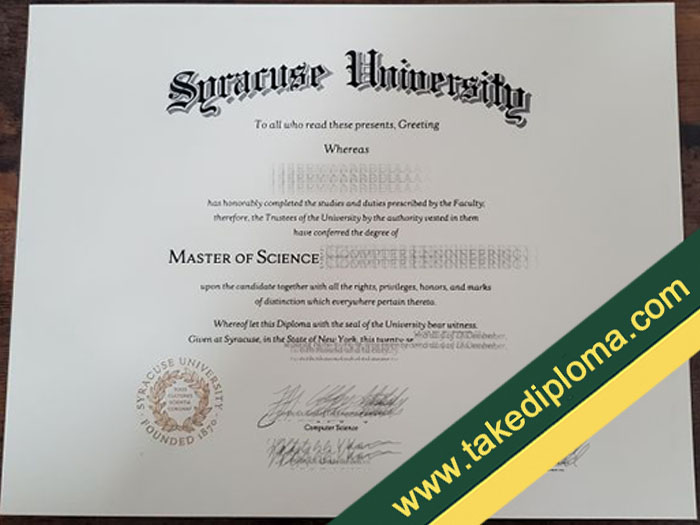 Syracuse University
To all who read these presents, Greeting
Whereas
has honorably completed the studies and duties prescribed by the Faculty;
therefore, the Trustees of the University by the authority vested in them
have conferred the degree of
MASTER OF SCIENCE
upon the candidate together with all the rights, privileges, honors, and marks
of distinction which everywhere pertain thereto.
Whereof let this Diploma with the seal of the University bear witness.
Given at Syracuse, in the State of New York, this
SYRACUSE UNIVERSITY
FOUNDED 1870
Computer Science
www.takediploma.com